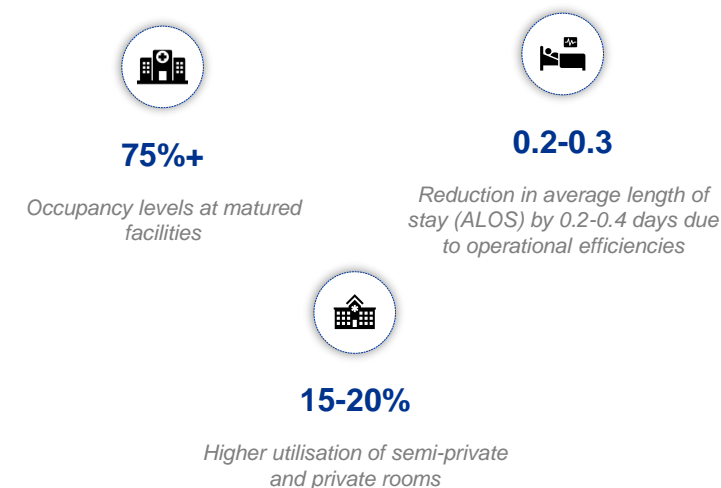 75%+
Occupancy levels at matured
facilities
0.2-0.3
Reduction in average length of
stay (ALOS) by 0.2-0.4 days due
to operational efficiencies
15-20%
Higher utilisation of semi-private
and private rooms